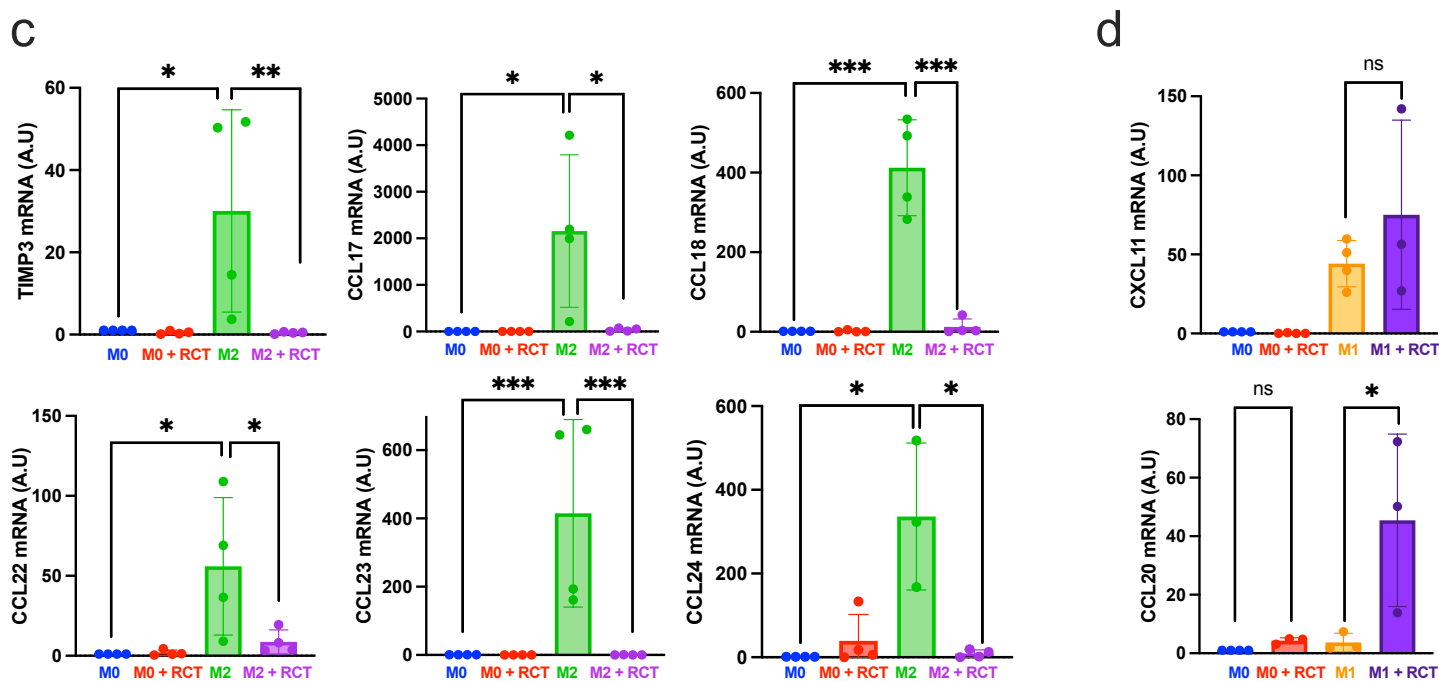 c
d
* **
TIMP3 mRNA (A.U)
60
40
20
0
M0 M0 + RCT M2 M2 + RCT
* *
CCL17 mRNA (A.U)
5000
4000
3000
2000
1000
0
M0 M0 + RCT M2 M2 + RCT
*** ***
CCL18 mRNA (A.U)
600
400
200
0
M0 M0 + RCT M2 M2 + RCT
ns
CXCL11 mRNA (A.U)
150
100
50
0
M0 M0 + RCT M1 M1 + RCT
* *
CCL22 mRNA (A.U)
150
100
50
0
M0 M0 + RCT M2 M2 + RCT
*** ***
CCL23 mRNA (A.U)
600
400
200
0
M0 M0 + RCT M2 M2 + RCT
* *
CCL24 mRNA (A.U)
600
400
200
0
M0 M0 + RCT M2 M2 + RCT
ns *
CCL20 mRNA (A.U)
80
60
40
20
0
M0 M0 + RCT M1 M1 + RCT